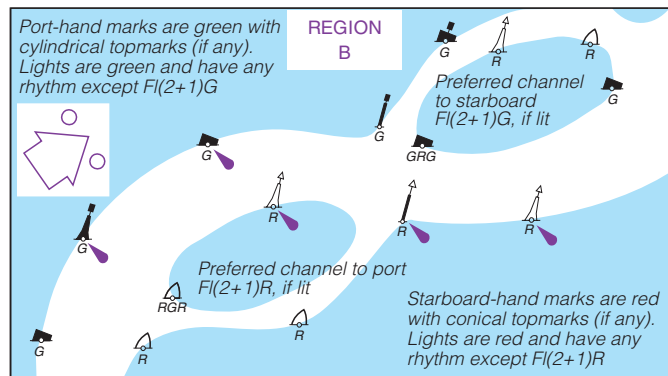 Port-hand marks are green with
cylindrical topmarks (if any).
Lights are green and have any
rhythm except Fl(2+1)G
REGION
B
G
R
R
Preferred channel
to starboard
Fl(2+1)G, if lit
G
G
GRG
G
R
G
R
R
Preferred channel to port
Fl(2+1)R, if lit
RGR
R
G
R
Starboard-hand marks are red
with conical topmarks (if any).
Lights are red and have any
rhythm except Fl(2+1)R